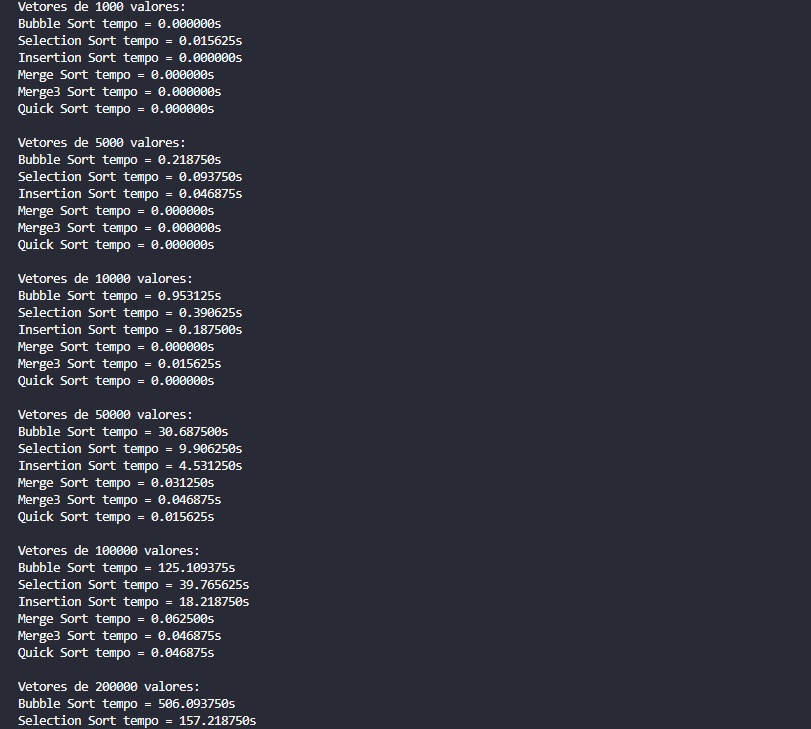 Vetores de 1000 valores:
Bubble Sort tempo = 0.000000s
Selection Sort tempo = 0.015625s
Insertion Sort tempo = 0.000000s
Merge Sort tempo = 0.000000s
Merge3 Sort tempo = 0.000000s
Quick Sort tempo = 0.000000s

Vetores de 5000 valores:
Bubble Sort tempo = 0.218750s
Selection Sort tempo = 0.093750s
Insertion Sort tempo = 0.046875s
Merge Sort tempo = 0.000000s
Merge3 Sort tempo = 0.000000s
Quick Sort tempo = 0.000000s

Vetores de 10000 valores:
Bubble Sort tempo = 0.953125s
Selection Sort tempo = 0.390625s
Insertion Sort tempo = 0.187500s
Merge Sort tempo = 0.000000s
Merge3 Sort tempo = 0.015625s
Quick Sort tempo = 0.000000s

Vetores de 50000 valores:
Bubble Sort tempo = 30.687500s
Selection Sort tempo = 9.906250s
Insertion Sort tempo = 4.531250s
Merge Sort tempo = 0.031250s
Merge3 Sort tempo = 0.046875s
Quick Sort tempo = 0.015625s

Vetores de 100000 valores:
Bubble Sort tempo = 125.109375s
Selection Sort tempo = 39.765625s
Insertion Sort tempo = 18.218750s
Merge Sort tempo = 0.062500s
Merge3 Sort tempo = 0.046875s
Quick Sort tempo = 0.046875s

Vetores de 200000 valores:
Bubble Sort tempo = 506.093750s
Selection Sort tempo = 157.218750s